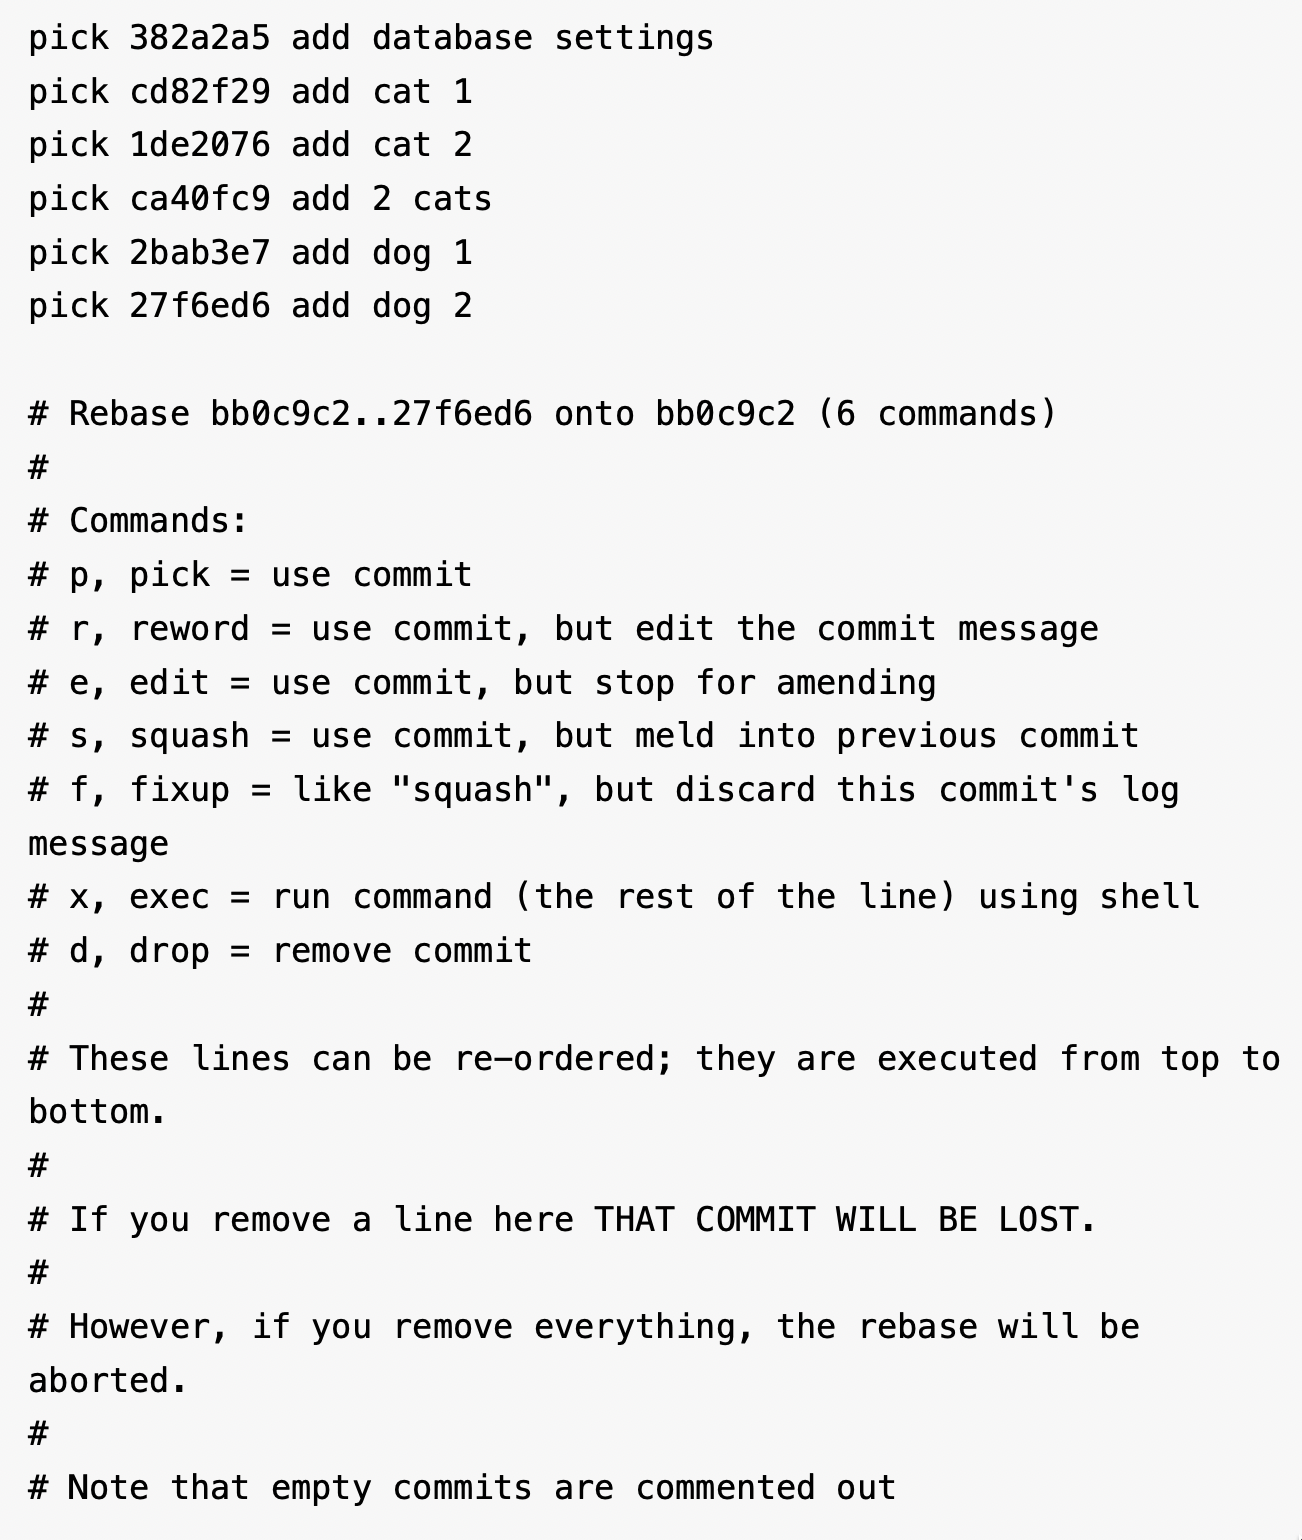 pick 382a2a5 add database settings
pick cd82f29 add cat 1
pick 1de2076 add cat 2
pick ca40fc9 add 2 cats
pick 2bab3e7 add dog 1
pick 27f6ed6 add dog 2
# Rebase bb0c9c2..27f6ed6 onto bb0c9c2 (6 commands)
#
# Commands:
# p, pick = use commit
# r, reword = use commit, but edit the commit message
# e, edit = use commit, but stop for amending
# s, squash = use commit, but meld into previous commit
# f, fixup = like "squash", but discard this commit's log
message
# x, exec = run command (the rest of the line) using shell
# d, drop = remove commit
#
# These lines can be re-ordered; they are executed from top to
bottom.
#
# If you remove a line here THAT COMMIT WILL BE LOST.
#
# However, if you remove everything, the rebase will be
aborted.
#
# Note that empty commits are commented out